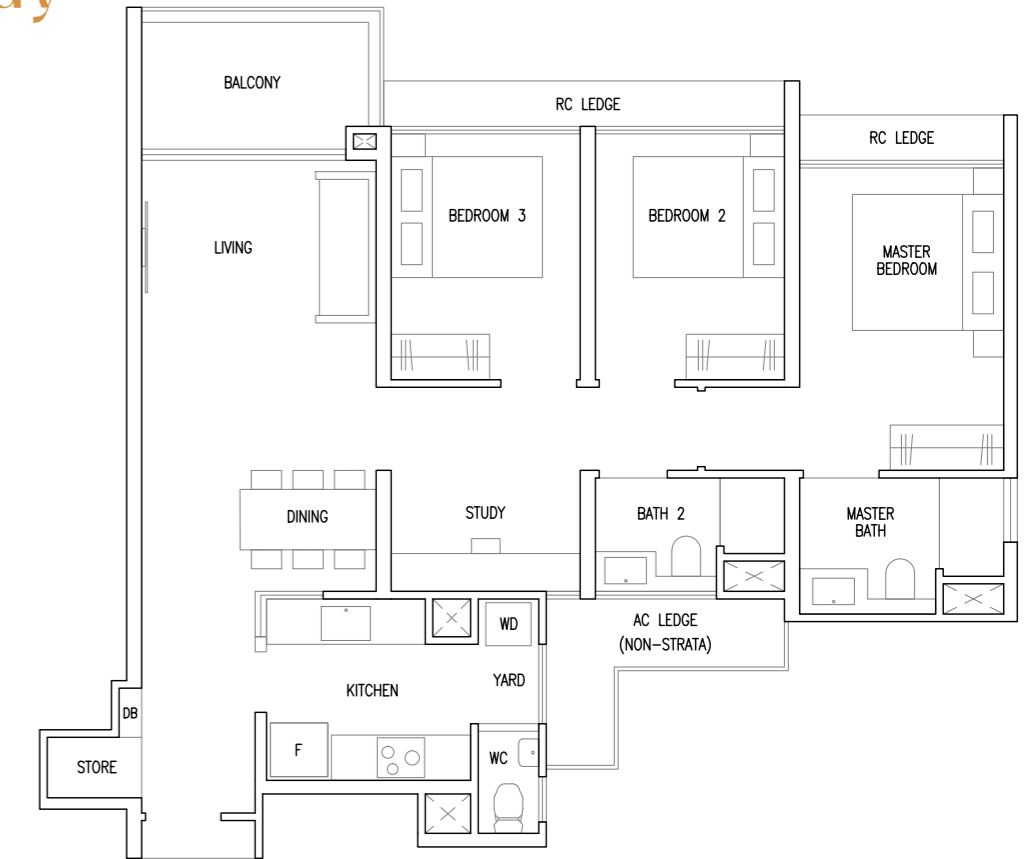 BALCONY
RC LEDGE
RC LEDGE
BEDROOM 3
BEDROOM 2
LIVING
MASTER
BEDROOM
DINING
STUDY
BATH 2
MASTER
BATH
WD
AC LEDGE
(NON-STRATA)
KITCHEN
YARD
DB
F
WC
STORE